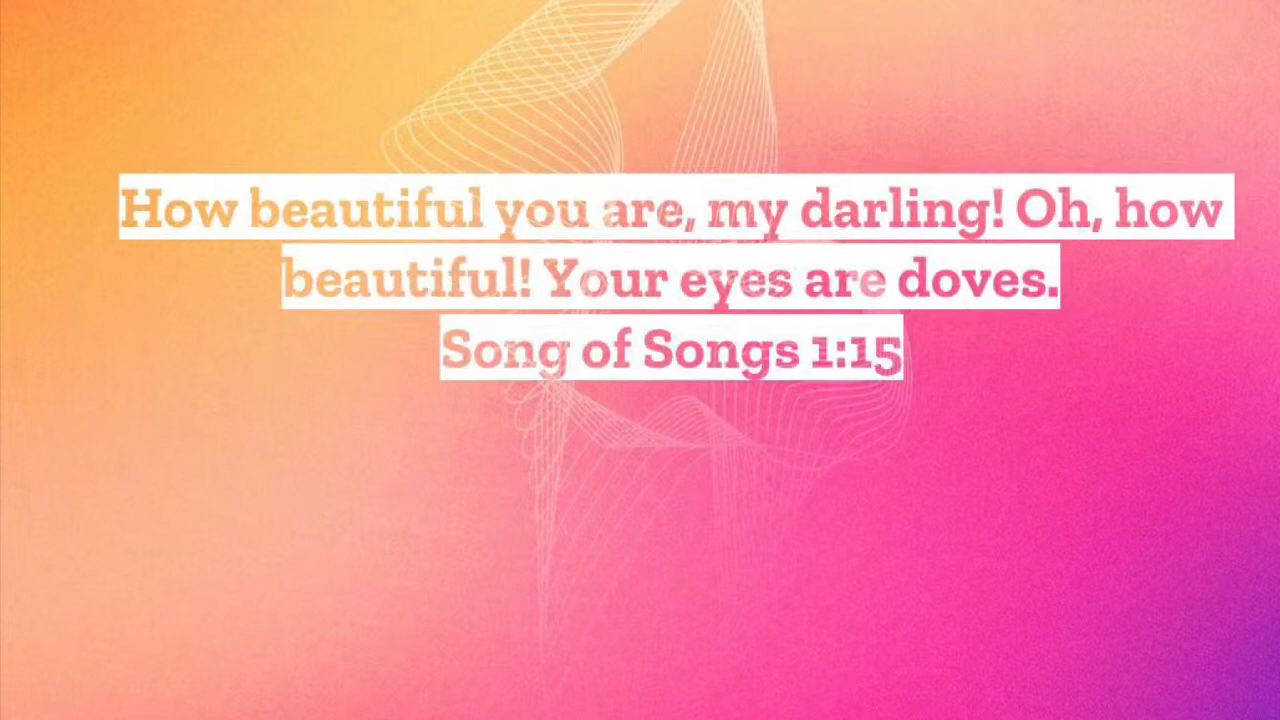 How beautiful you are, my darling! Oh, how
beautiful! Your eyes are doves.
Song of Songs 1:15